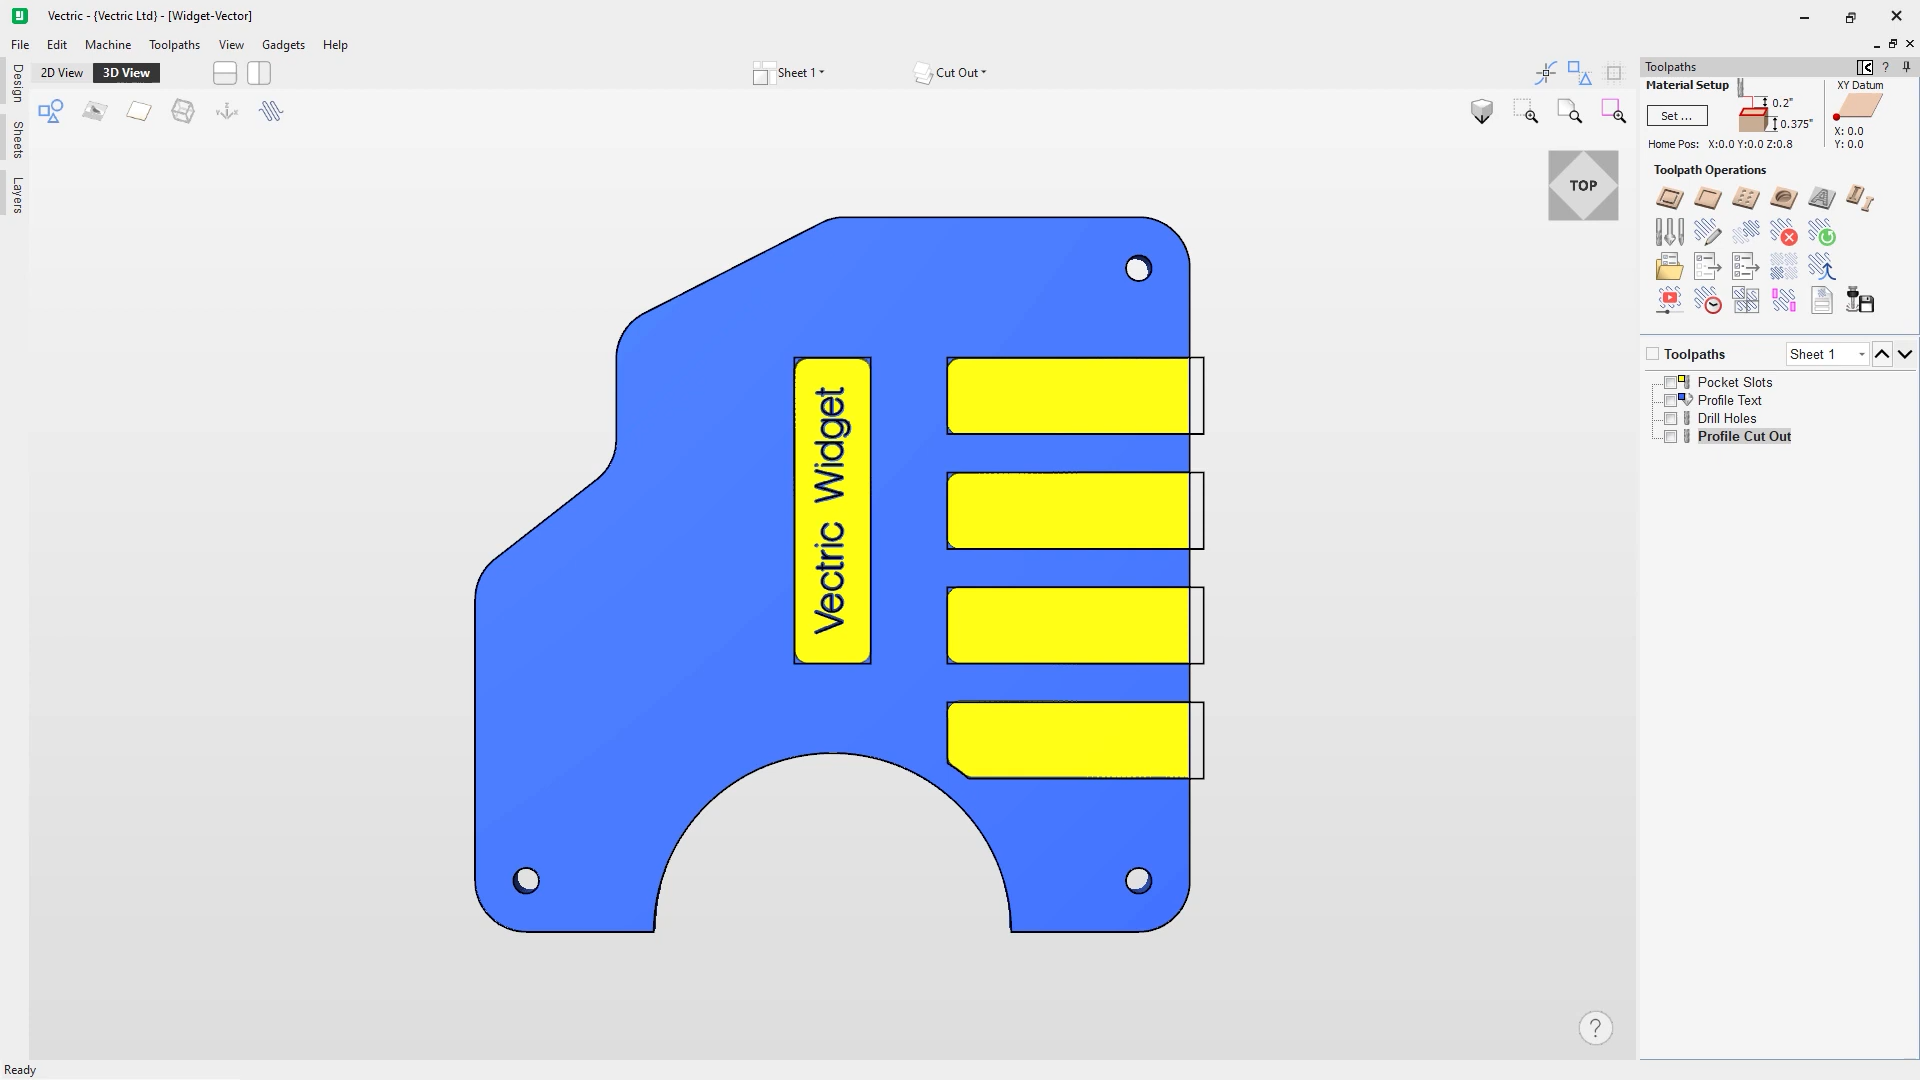 Vectric - {Vectric Ltd} - [Widget-Vector]
File Edit Machine Toolpaths View Gadgets Help
2D View 3D View Sheet 1 Cut Out
Design
Sheets
Layers
TOP
Vectric Widget
Toolpaths ?
Material Setup
Set ...
0.2"
0.375"
XY Datum
X: 0.0
Y: 0.0
Home Pos: X:0.0 Y:0.0 Z:0.8
Toolpath Operations
Toolpaths Sheet 1
Pocket Slots
Profile Text
Drill Holes
Profile Cut Out
?
Ready